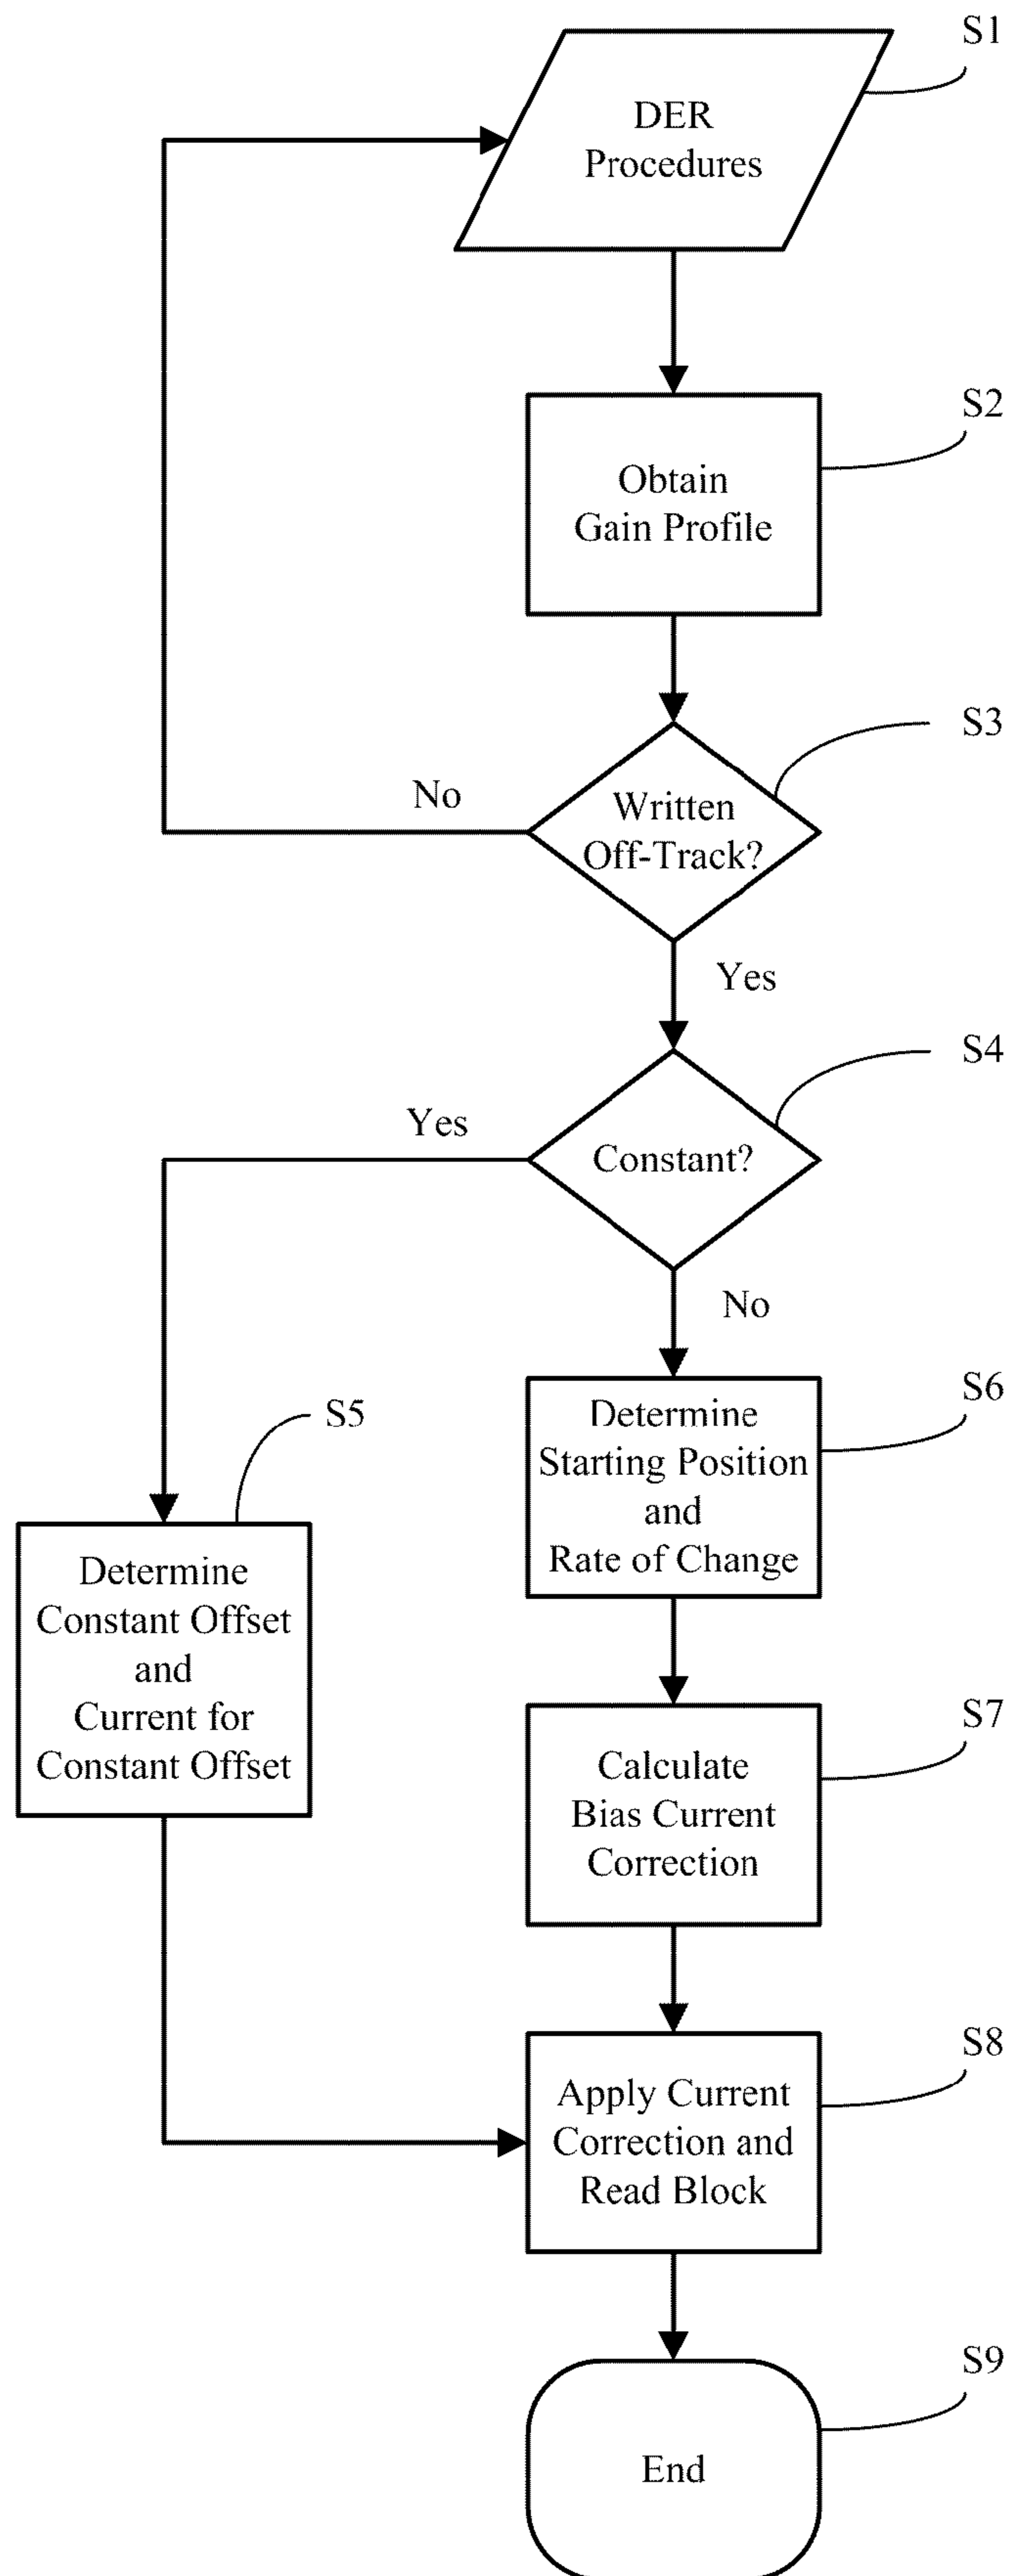 S1
DER
Procedures
S2
Obtain
Gain Profile
S3
No
Written
Off-Track?
Yes
S4
Yes
Constant?
No
S6
Determine
Starting Position
and
Rate of Change
S5
Determine
Constant Offset
and
Current for
Constant Offset
S7
Calculate
Bias Current
Correction
S8
Apply Current
Correction and
Read Block
S9
End